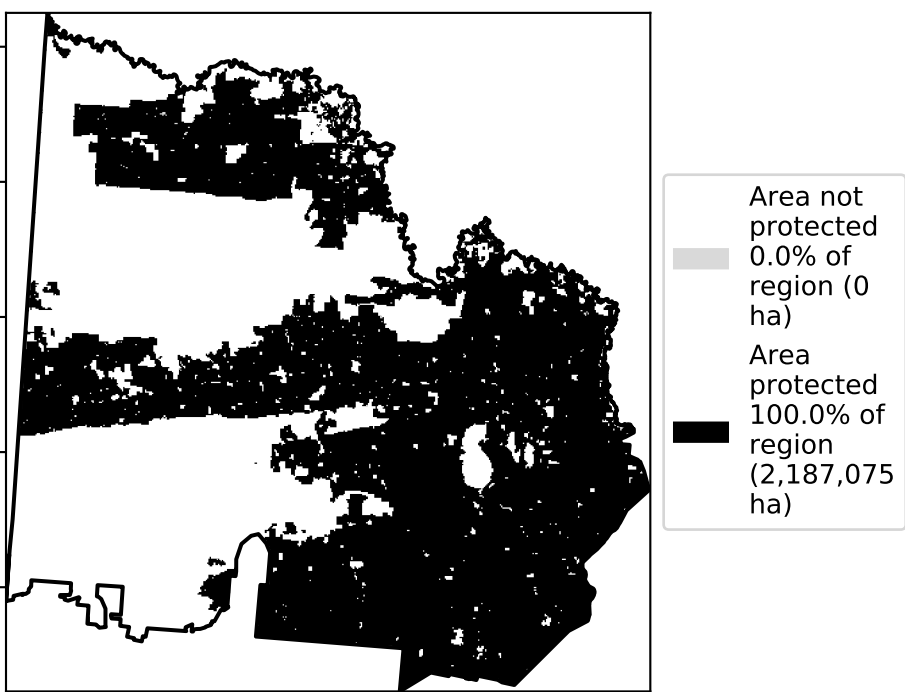 Area not
protected
0.0% of
region (0
ha)
Area
protected
100.0% of
region
(2,187,075
ha)